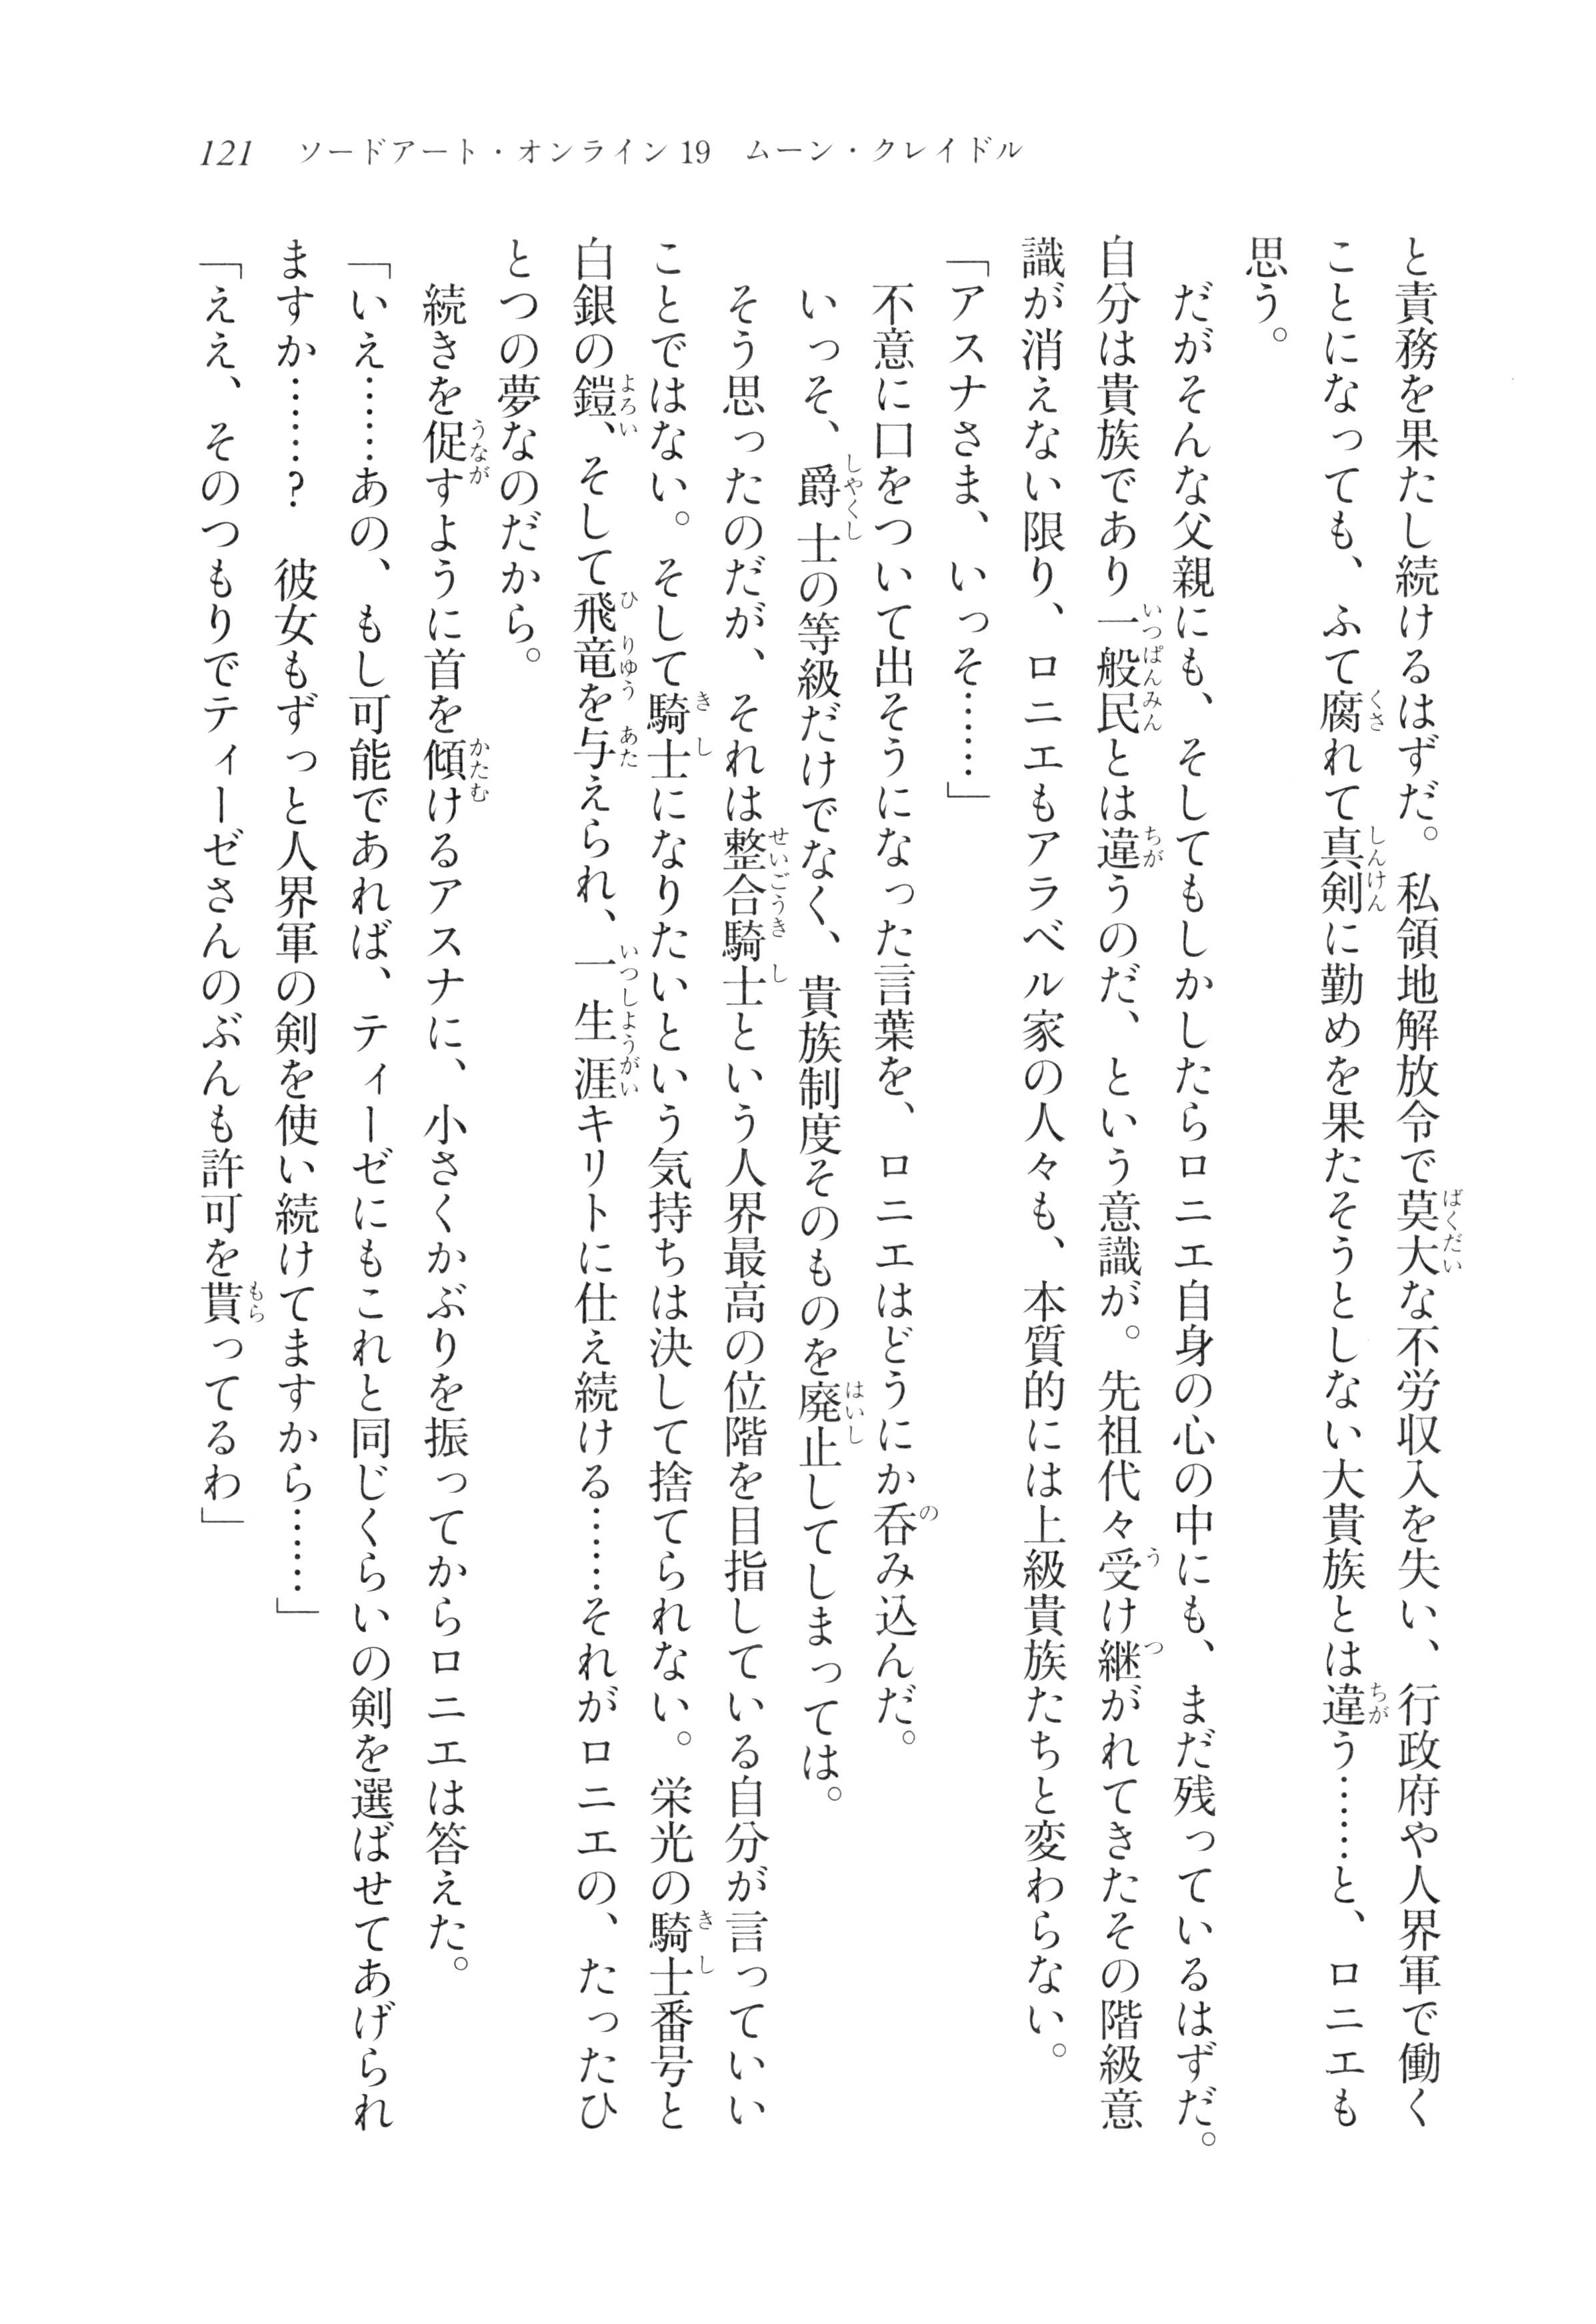 121 ソードアート・オンライン19 ムーン・クレイドル
と責務を果たし続けるはずだ。私領地解放令で莫大な不労収入を失い、行政府や人界軍で働く
ことになっても、ふて腐れて真剣に勤めを果たそうとしない大貴族とは違う……と、ロニエも
思う。
　だがそんな父親にも、そしてもしかしたらロニエ自身の心の中にも、まだ残っているはずだ。
自分は貴族であり一般民とは違うのだ、という意識が。先祖代々受け継がれてきたその階級意
識が消えない限り、ロニエもアラベル家の人々も、本質的には上級貴族たちと変わらない。
「アスナさま、いっそ……」
　不意に口をついて出そうになった言葉を、ロニエはどうにか呑み込んだ。
　いっそ、爵士の等級だけでなく、貴族制度そのものを廃止してしまっては。
　そう思ったのだが、それは整合騎士という人界最高の位階を目指している自分が言っていい
ことではない。そして騎士になりたいという気持ちは決して捨てられない。栄光の騎士番号と
白銀の鎧、そして飛竜を与えられ、一生涯キリトに仕え続ける……それがロニエの、たったひ
とつの夢なのだから。
　続きを促すように首を傾けるアスナに、小さくかぶりを振ってからロニエは答えた。
「いえ……あの、もし可能であれば、ティーゼにもこれと同じくらいの剣を選ばせてあげられ
ますか……？　彼女もずっと人界軍の剣を使い続けてますから……」
「ええ、そのつもりでティーゼさんのぶんも許可を貰ってるわ」